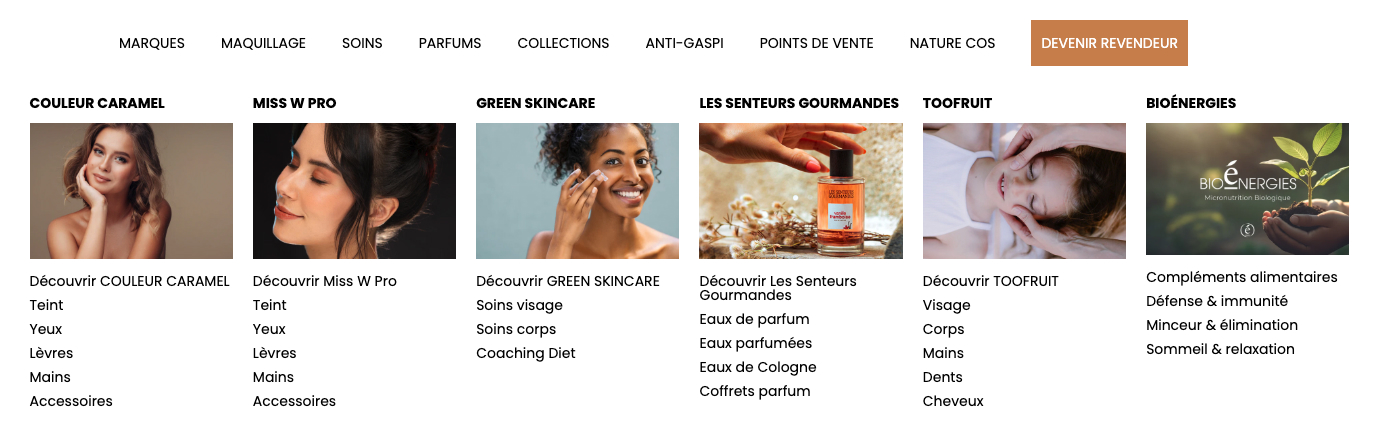 MARQUES
MAQUILLAGE
SOINS
PARFUMS
COLLECTIONS
ANTI-GASPI
POINTS DE VENTE
NATURE COS
DEVENIR REVENDEUR
COULEUR CARAMEL
Découvrir COULEUR CARAMEL
Teint
Yeux
Lèvres
Mains
Accessoires
MISS W PRO
Découvrir Miss W Pro
Teint
Yeux
Lèvres
Mains
Accessoires
GREEN SKINCARE
Découvrir GREEN SKINCARE
Soins visage
Soins corps
Coaching Diet
LES SENTEURS GOURMANDES
LES SENTEURS
GOURMANDES
vanille
framboise
Découvrir Les Senteurs
Gourmandes
Eaux de parfum
Eaux parfumées
Eaux de Cologne
Coffrets parfum
TOOFRUIT
Découvrir TOOFRUIT
Visage
Corps
Mains
Dents
Cheveux
BIOÉNERGIES
BIOéNERGIES
Micronutrition Biologique
é
Compléments alimentaires
Défense & immunité
Minceur & élimination
Sommeil & relaxation